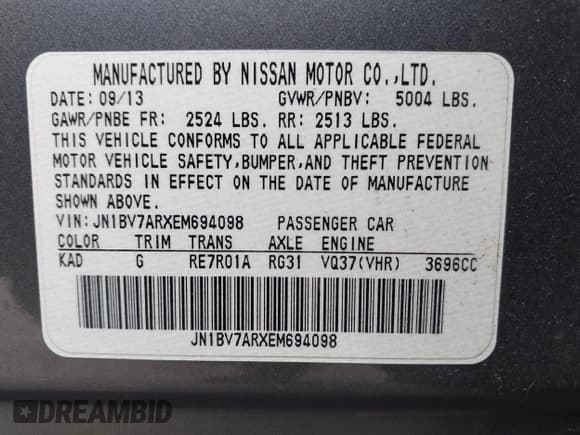 MANUFACTURED BY NISSAN MOTOR CO.,LTD.
DATE: 09/13 GVWR/PNBV: 5004 LBS.
GAWR/PNBE FR: 2524 LBS. RR: 2513 LBS.
THIS VEHICLE CONFORMS TO ALL APPLICABLE FEDERAL
MOTOR VEHICLE SAFETY,BUMPER,AND THEFT PREVENTION
STANDARDS IN EFFECT ON THE DATE OF MANUFACTURE
SHOWN ABOVE.
VIN: JN1BV7ARXEM694098 PASSENGER CAR
COLOR TRIM TRANS AXLE ENGINE
KAD G RE7R01A RG31 VQ37(VHR) 3696CC
JN1BV7ARXEM694098
DREAMBID